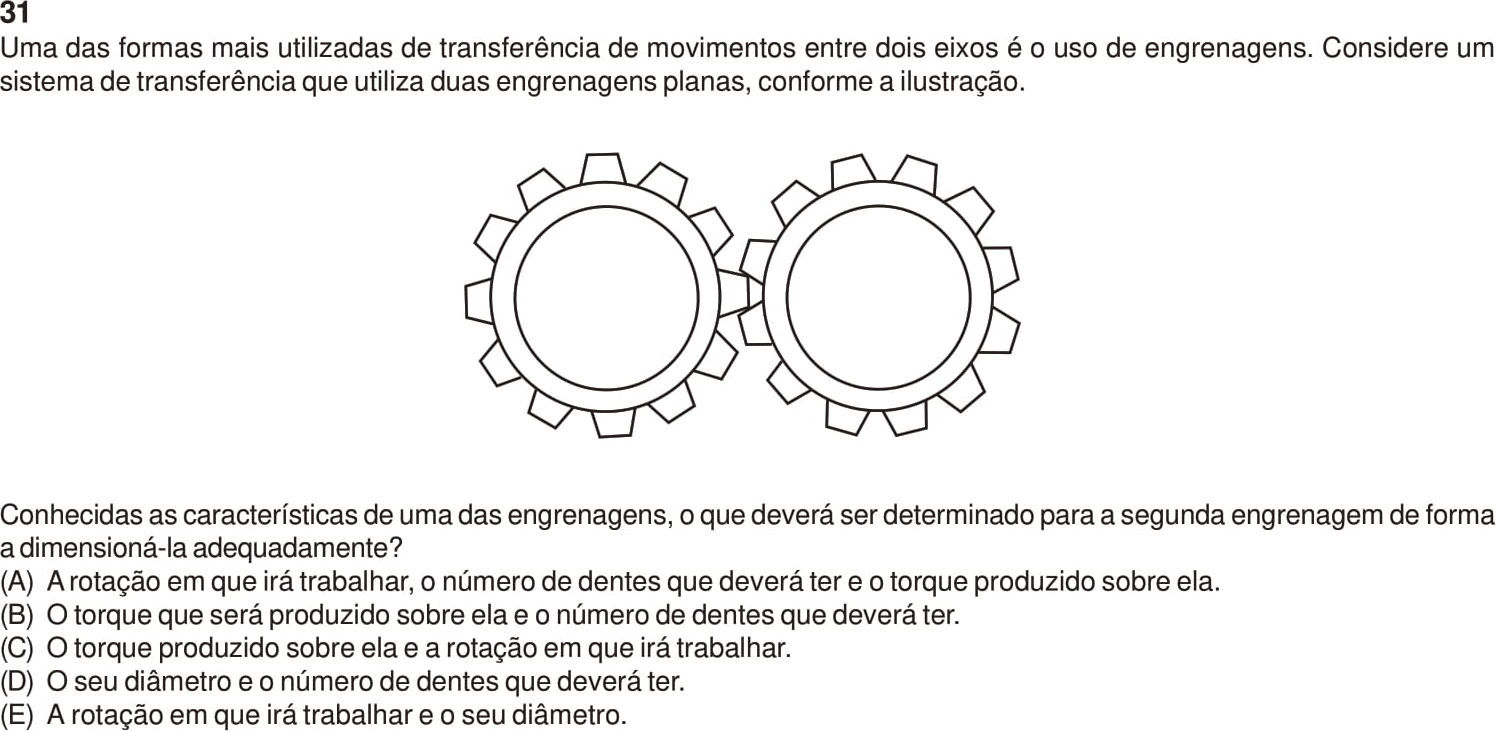 31
Uma das formas mais utilizadas de transferência de movimentos entre dois eixos é o uso de engrenagens. Considere um
sistema de transferência que utiliza duas engrenagens planas, conforme a ilustração.
Conhecidas as características de uma das engrenagens, o que deverá ser determinado para a segunda engrenagem de forma
a dimensioná-la adequadamente?
(A) A rotação em que irá trabalhar, o número de dentes que deverá ter e o torque produzido sobre ela.
(B) O torque que será produzido sobre ela e o número de dentes que deverá ter.
(C) O torque produzido sobre ela e a rotação em que irá trabalhar.
(D) O seu diâmetro e o número de dentes que deverá ter.
(E) A rotação em que irá trabalhar e o seu diâmetro.